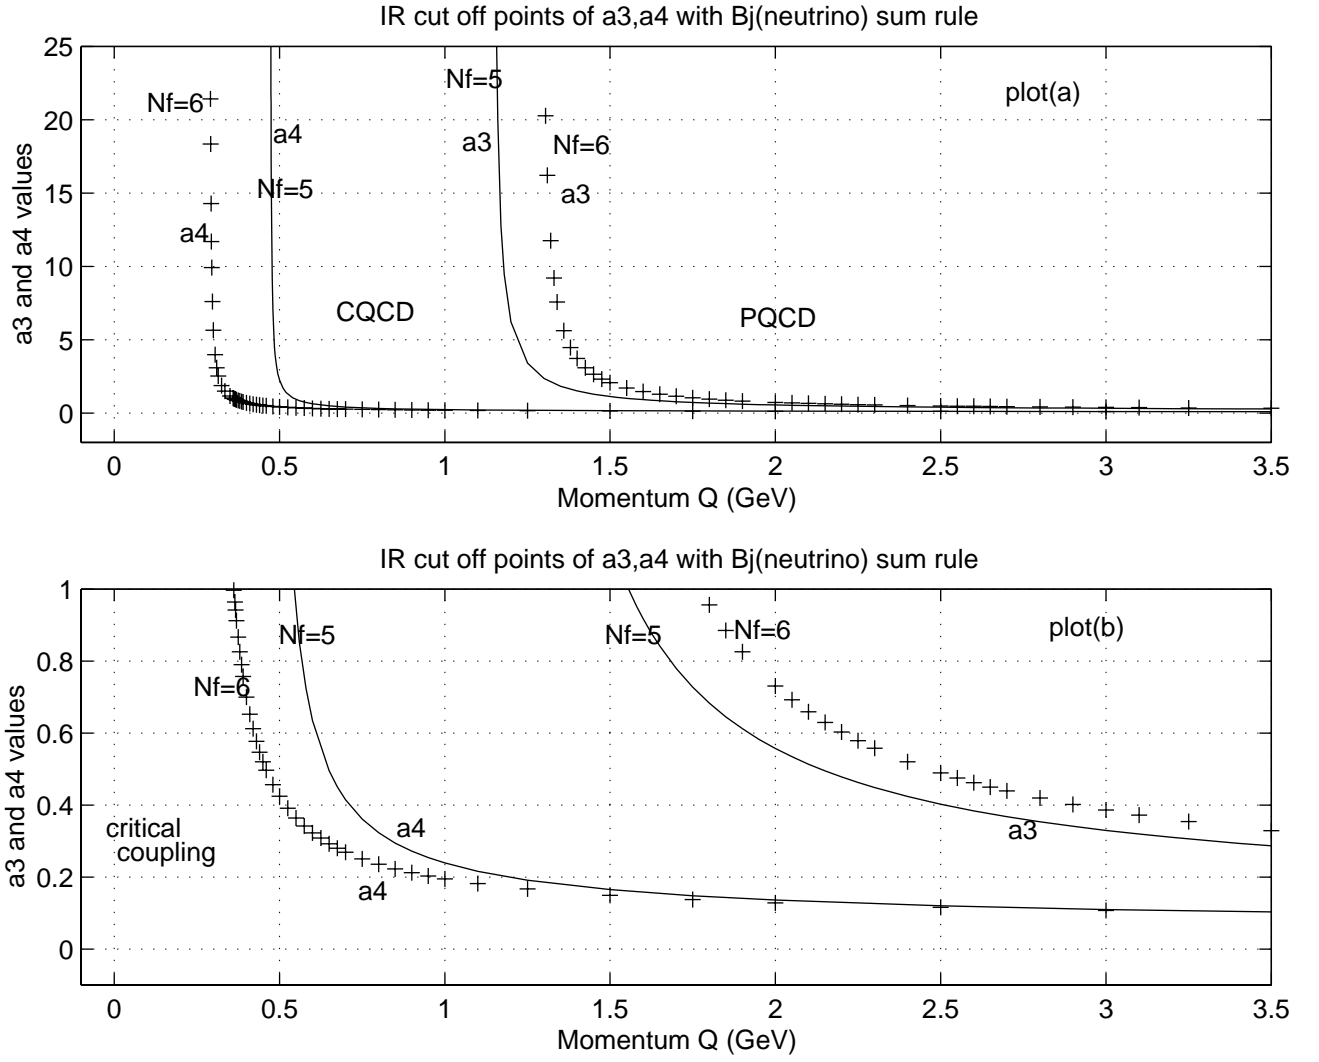 IR cut off points of a3,a4 with Bj(neutrino) sum rule
25
20
15
10
5
0
a3 and a4 values
Nf=6
a4
a4
Nf=5
Nf=5
a3
Nf=6
a3
plot(a)
CQCD
PQCD
0 0.5 1 1.5 2 2.5 3 3.5
Momentum Q (GeV)
IR cut off points of a3,a4 with Bj(neutrino) sum rule
1
0.8
0.6
0.4
0.2
0
a3 and a4 values
Nf=5
Nf=6
Nf=5
Nf=6
plot(b)
critical
coupling
a4
a4
a3
0 0.5 1 1.5 2 2.5 3 3.5
Momentum Q (GeV)